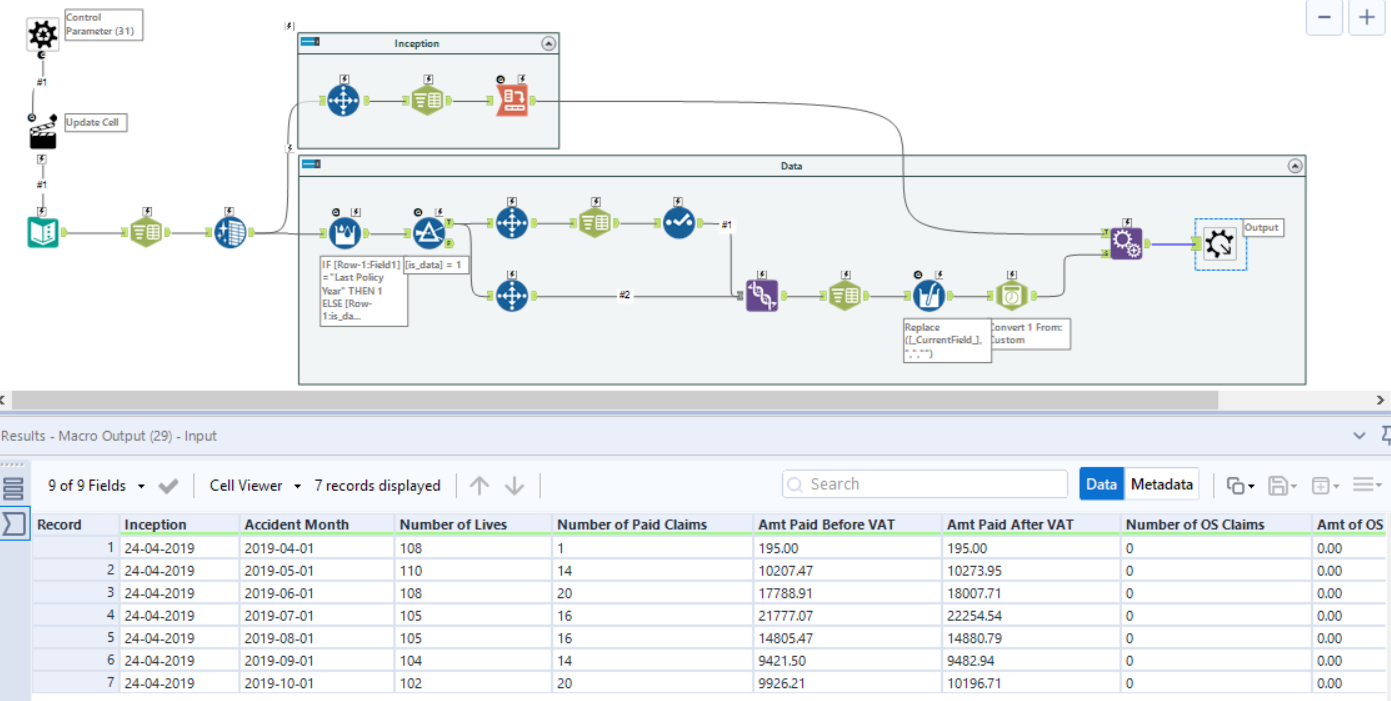 Control
Parameter (31)
#1
Update Cell
#1
Inception
Data
IF [Row-1:Field1]
="Last Policy
Year" THEN 1
ELSE [Row-
1:is_da...
[is_data] = 1
T
F
#1
#2
Replace
([_CurrentField_],
",","")
Convert 1 From:
Custom
T
S
Output
Results - Macro Output (29) - Input
9 of 9 Fields
Cell Viewer
7 records displayed
Search
Data
Metadata
Record Inception Accident Month Number of Lives Number of Paid Claims Amt Paid Before VAT Amt Paid After VAT Number of OS Claims Amt of OS
1 24-04-2019 2019-04-01 108 1 195.00 195.00 0 0.00
2 24-04-2019 2019-05-01 110 14 10207.47 10273.95 0 0.00
3 24-04-2019 2019-06-01 108 20 17788.91 18007.71 0 0.00
4 24-04-2019 2019-07-01 105 16 21777.07 22254.54 0 0.00
5 24-04-2019 2019-08-01 105 16 14805.47 14880.79 0 0.00
6 24-04-2019 2019-09-01 104 14 9421.50 9482.94 0 0.00
7 24-04-2019 2019-10-01 102 20 9926.21 10196.71 0 0.00